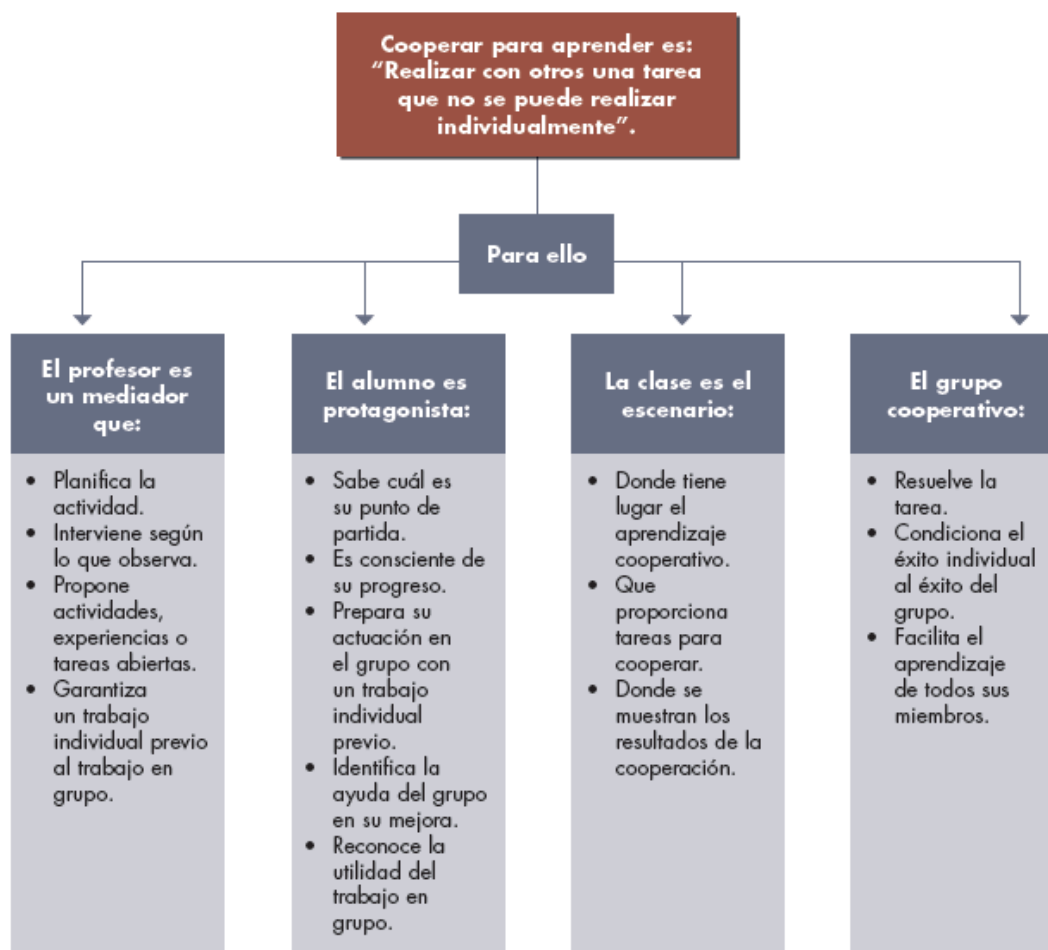 Cooperar para aprender es:
“Realizar con otros una tarea
que no se puede realizar
individualmente”.
Para ello
El profesor es
un mediador
que:
• Planifica la
actividad.
• Interviene según
lo que observa.
• Propone
actividades,
experiencias o
tareas abiertas.
• Garantiza
un trabajo
individual previo
al trabajo en
grupo.
El alumno es
protagonista:
• Sabe cuál es
su punto de
partida.
• Es consciente de
su progreso.
• Prepara su
actuación en
el grupo con
un trabajo
individual
previo.
• Identifica la
ayuda del grupo
en su mejora.
• Reconoce la
utilidad del
trabajo en
grupo.
La clase es el
escenario:
• Donde tiene
lugar el
aprendizaje
cooperativo.
• Que
proporciona
tareas para
cooperar.
• Donde se
muestran los
resultados de la
cooperación.
El grupo
cooperativo:
• Resuelve la
tarea.
• Condiciona el
éxito individual
al éxito del
grupo.
• Facilita el
aprendizaje
de todos sus
miembros.